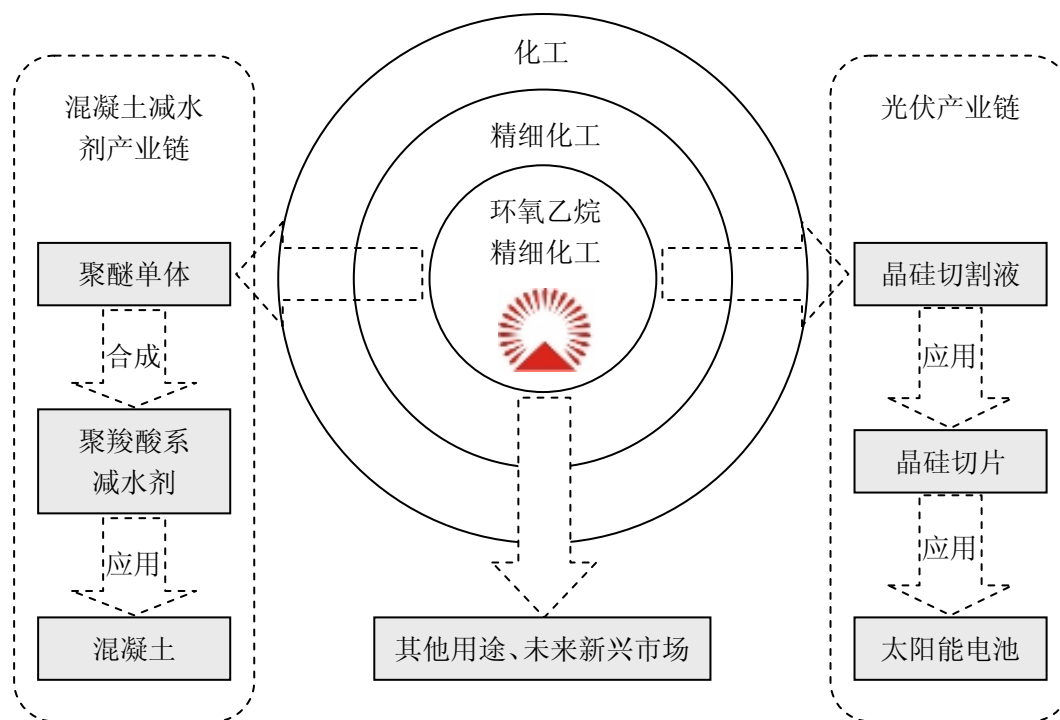 化工
精细化工
环氧乙烷
精细化工
混凝土减水
剂产业链
聚醚单体
合成
聚羧酸系
减水剂
应用
混凝土
其他用途、未来新兴市场
光伏产业链
晶硅切割液
应用
晶硅切片
应用
太阳能电池